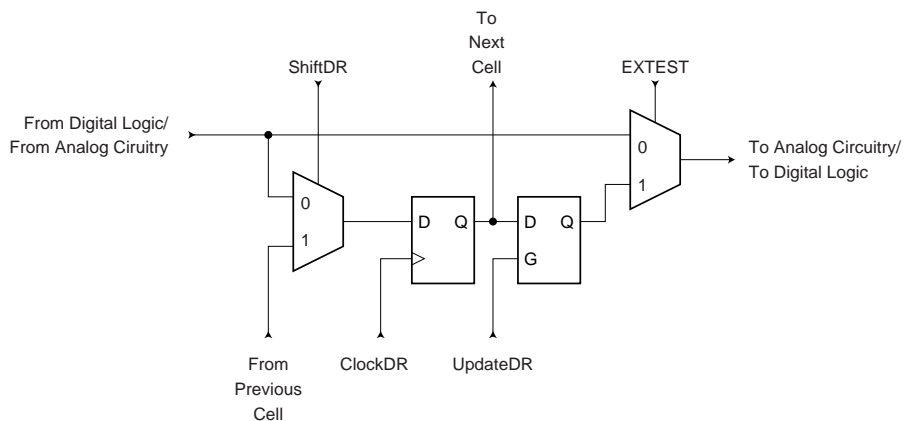 To
Next
Cell
ShiftDR
EXTEST
From Digital Logic/
From Analog Ciruitry
0
1
To Analog Circuitry/
To Digital Logic
0
1
D Q
D Q
G
From
Previous
Cell
ClockDR
UpdateDR